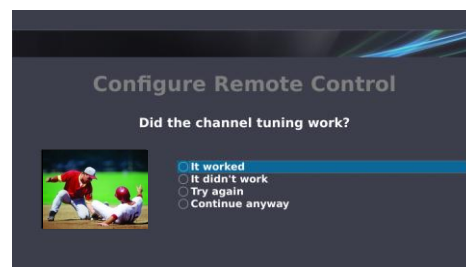 Configure Remote Control
Did the channel tuning work?
It worked
It didn't work
Try again
Continue anyway